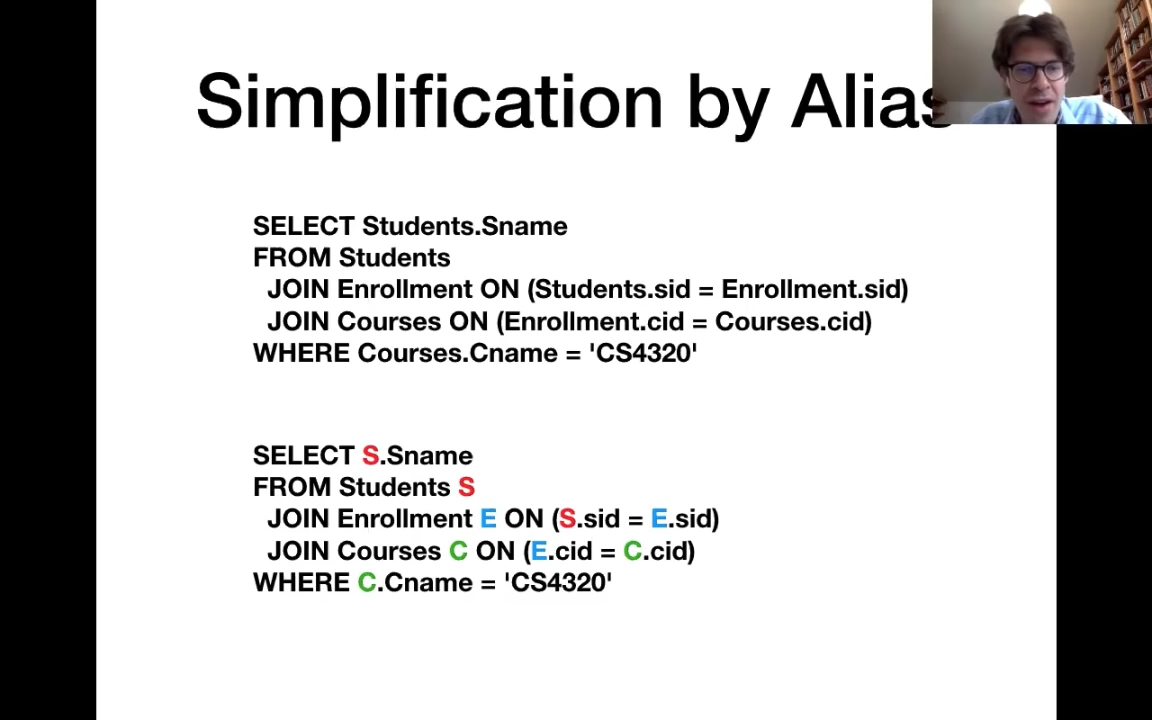 Simplification by Alias
SELECT Students.Sname
FROM Students
JOIN Enrollment ON (Students.sid = Enrollment.sid)
JOIN Courses ON (Enrollment.cid = Courses.cid)
WHERE Courses.Cname = 'CS4320'
SELECT S.Sname
FROM Students S
JOIN Enrollment E ON (S.sid = E.sid)
JOIN Courses C ON (E.cid = C.cid)
WHERE C.Cname = 'CS4320'